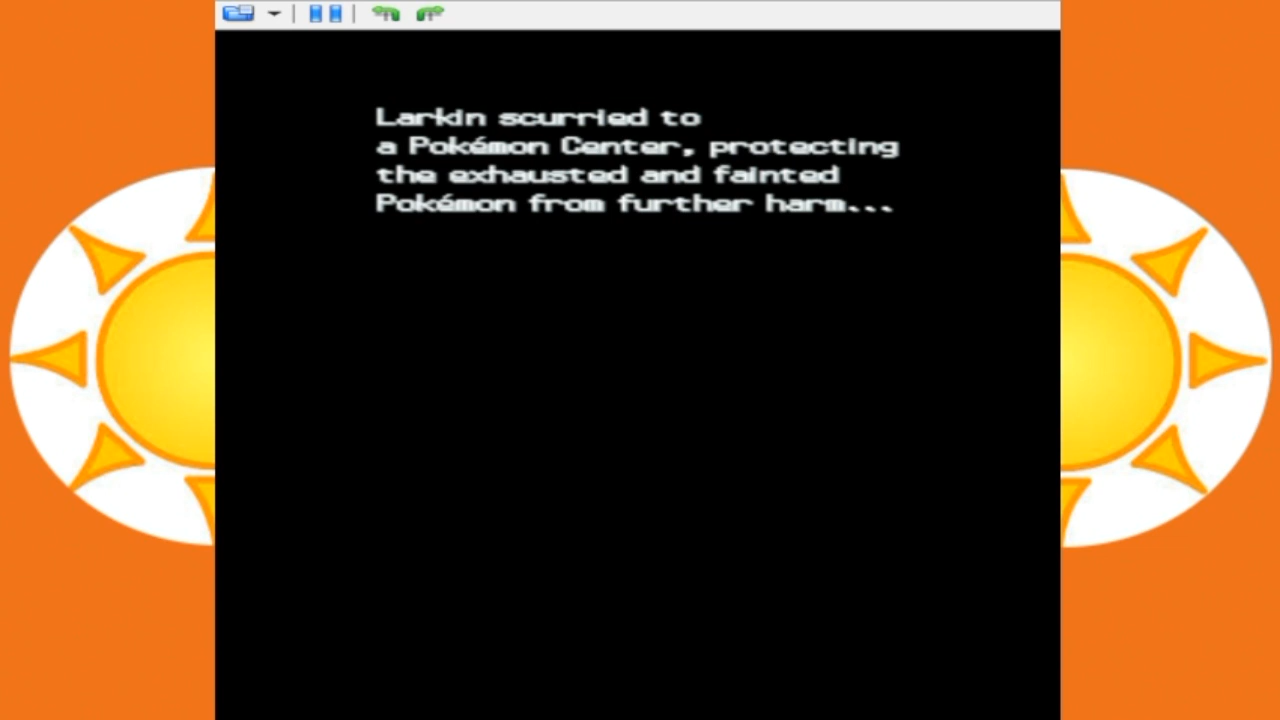 Larkin scurried to
a Pokémon Center, protecting
the exhausted and fainted
Pokémon from further harm...